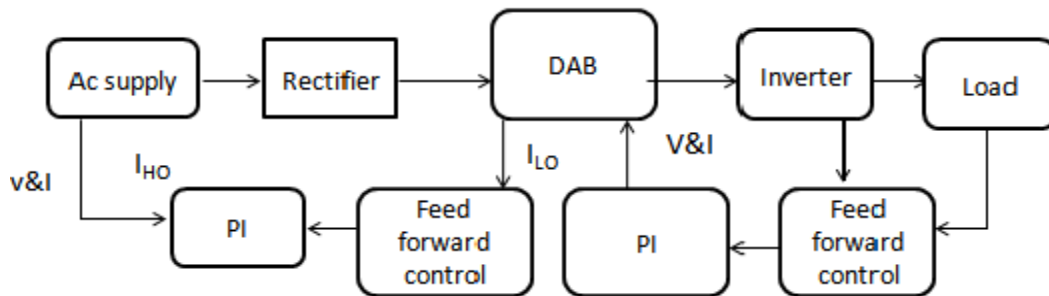 Ac supply
Rectifier
DAB
Inverter
Load
v&I
I_HO
I_LO
V&I
PI
Feed
forward
control
PI
Feed
forward
control